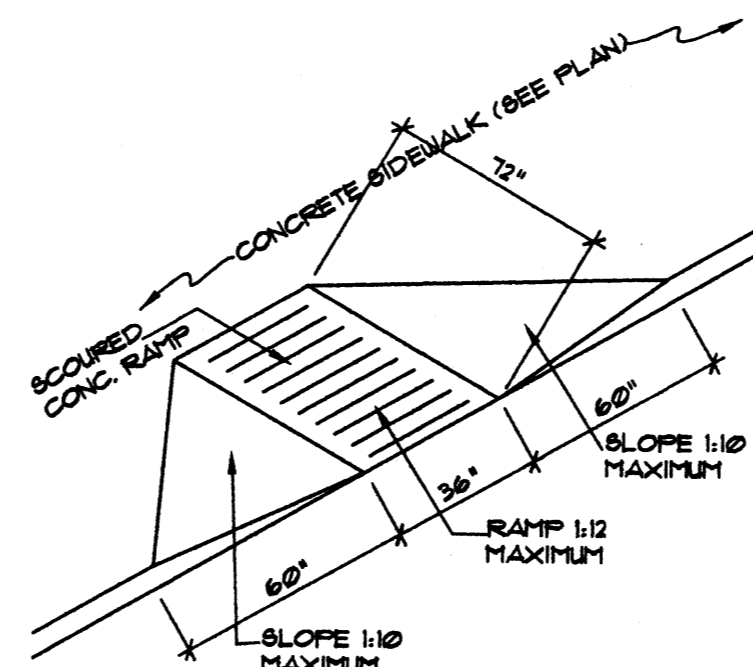 CONCRETE SIDEWALK (SEE PLAN)
72"
SCOURED
CONC. RAMP
60"
SLOPE 1:10
MAXIMUM
36"
RAMP 1:12
MAXIMUM
60"
SLOPE 1:10
MAXIMUM